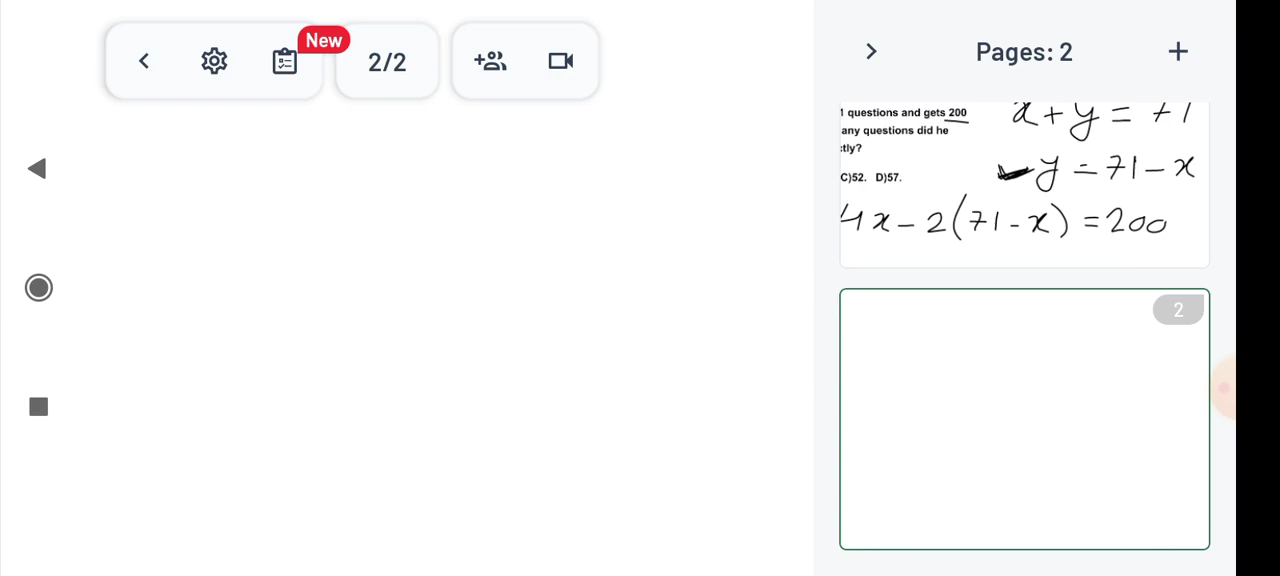 New
2/2
Pages: 2
1 questions and gets 200
any questions did he
tly?
C)52. D)57.
x + y = 71
y = 71 - x
4x - 2(71 - x) = 200
2